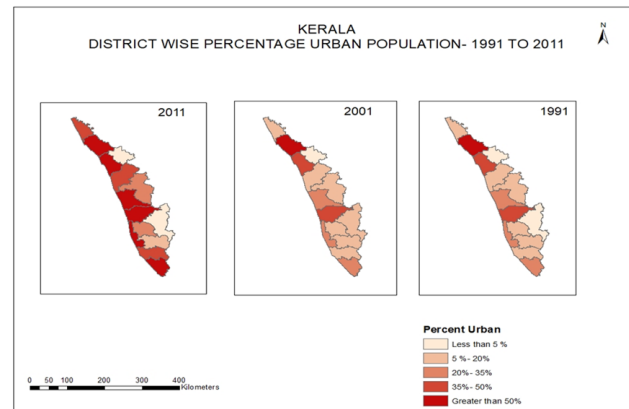 KERALA
DISTRICT WISE PERCENTAGE URBAN POPULATION- 1991 TO 2011
N
2011
2001
1991
Percent Urban
Less than 5 %
5 %- 20%
20%- 35%
35%- 50%
Greater than 50%
0 50 100 200 300 400
Kilometers